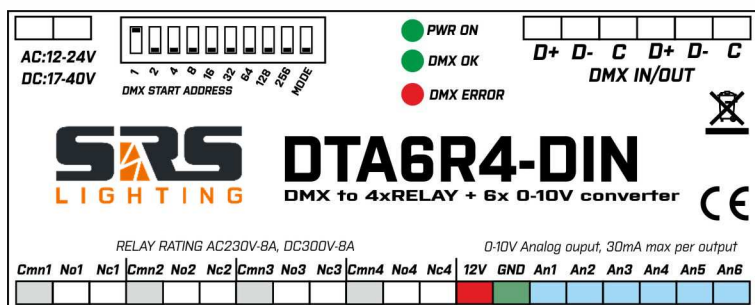 AC:12-24V
DC:17-40V
1 2 4 8 16 32 64 128 256 MODE
DMX START ADDRESS
PWR ON
DMX OK
DMX ERROR
D+ D- C D+ D- C
DMX IN/OUT
SRS
LIGHTING
DTA6R4-DIN
DMX to 4xRELAY + 6x 0-10V converter
CE
RELAY RATING AC230V-8A, DC300V-8A
0-10V Analog ouput, 30mA max per output
Cmn1 No1 Nc1 Cmn2 No2 Nc2 Cmn3 No3 Nc3 Cmn4 No4 Nc4 12V GND An1 An2 An3 An4 An5 An6